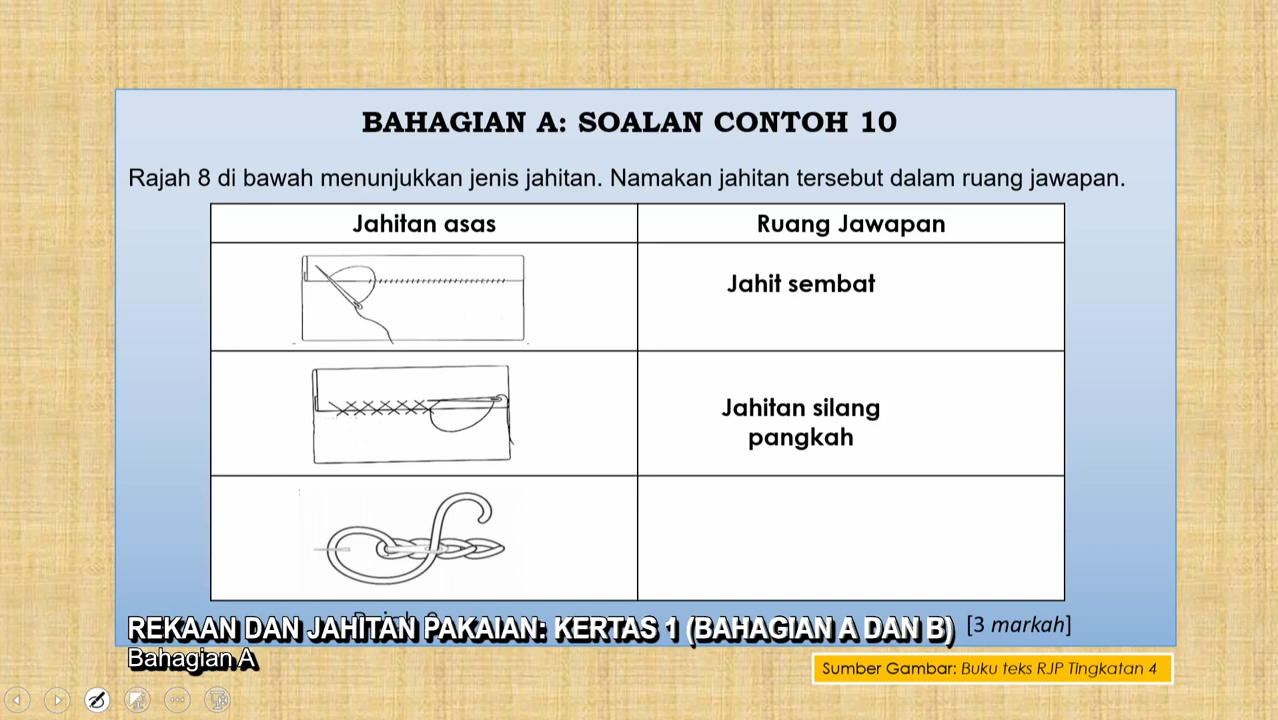 BAHAGIAN A: SOALAN CONTOH 10
Rajah 8 di bawah menunjukkan jenis jahitan. Namakan jahitan tersebut dalam ruang jawapan.
Jahitan asas
Ruang Jawapan
Jahit sembat
Jahitan silang
pangkah
[3 markah]
REKAAN DAN JAHITAN PAKAIAN: KERTAS 1 (BAHAGIAN A DAN B)
Bahagian A
Sumber Gambar: Buku teks RJP Tingkatan 4